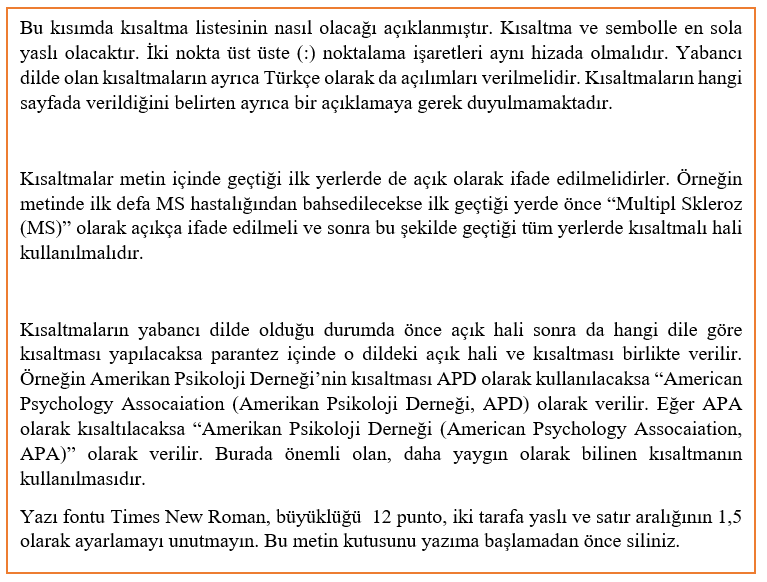 Bu kısımda kısaltma listesinin nasıl olacağı açıklanmıştır. Kısaltma ve sembolle en sola
yaslı olacaktır. İki nokta üst üste (:) noktalama işaretleri aynı hizada olmalıdır. Yabancı
dilde olan kısaltmaların ayrıca Türkçe olarak da açılımları verilmelidir. Kısaltmaların hangi
sayfada verildiğini belirten ayrıca bir açıklamaya gerek duyulmamaktadır.
Kısaltmalar metin içinde geçtiği ilk yerlerde de açık olarak ifade edilmelidirler. Örneğin
metinde ilk defa MS hastalığından bahsedilecekse ilk geçtiği yerde önce “Multipl Skleroz
(MS)” olarak açıkça ifade edilmeli ve sonra bu şekilde geçtiği tüm yerlerde kısaltmalı hali
kullanılmalıdır.
Kısaltmaların yabancı dilde olduğu durumda önce açık hali sonra da hangi dile göre
kısaltması yapılacaksa parantez içinde o dildeki açık hali ve kısaltması birlikte verilir.
Örneğin Amerikan Psikoloji Derneği’nin kısaltması APD olarak kullanılacaksa “American
Psychology Assocaiation (Amerikan Psikoloji Derneği, APD) olarak verilir. Eğer APA
olarak kısaltılacaksa “Amerikan Psikoloji Derneği (American Psychology Assocaiation,
APA)” olarak verilir. Burada önemli olan, daha yaygın olarak bilinen kısaltmanın
kullanılmasıdır.
Yazı fontu Times New Roman, büyüklüğü  12 punto, iki tarafa yaslı ve satır aralığının 1,5
olarak ayarlamayı unutmayın. Bu metin kutusunu yazıma başlamadan önce siliniz.